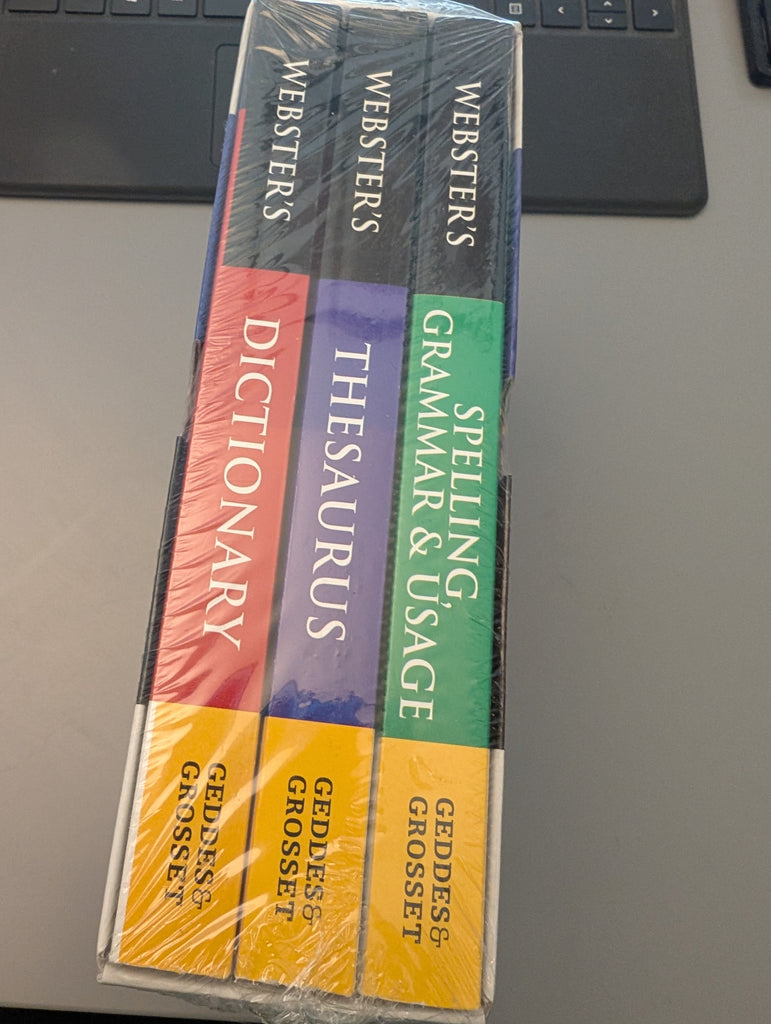 WEBSTER'S
DICTIONARY
GEDDES&
GROSSET
WEBSTER'S
THESAURUS
GEDDES&
GROSSET
WEBSTER'S
SPELLING,
GRAMMAR & USAGE
GEDDES&
GROSSET